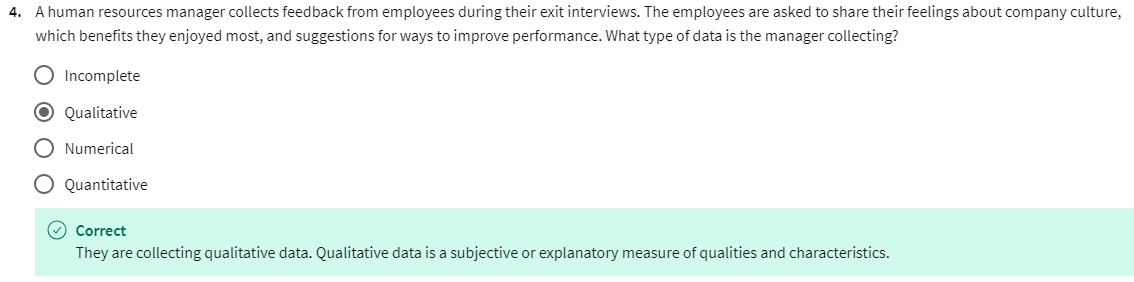 4. A human resources manager collects feedback from employees during their exit interviews. The employees are asked to share their feelings about company culture,
which benefits they enjoyed most, and suggestions for ways to improve performance. What type of data is the manager collecting?
Incomplete
Qualitative
Numerical
Quantitative
Correct
They are collecting qualitative data. Qualitative data is a subjective or explanatory measure of qualities and characteristics.